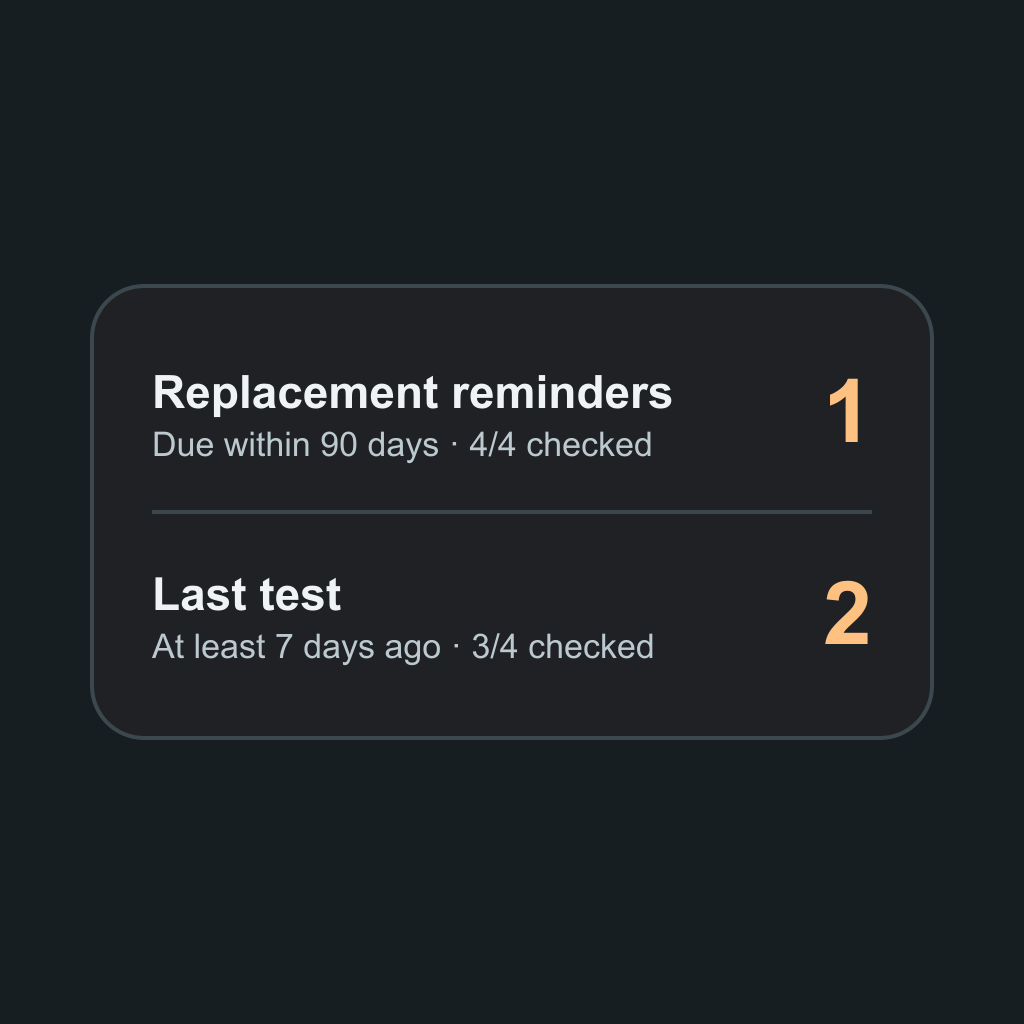 Replacement reminders
1
Due within 90 days · 4/4 checked
Last test
2
At least 7 days ago · 3/4 checked